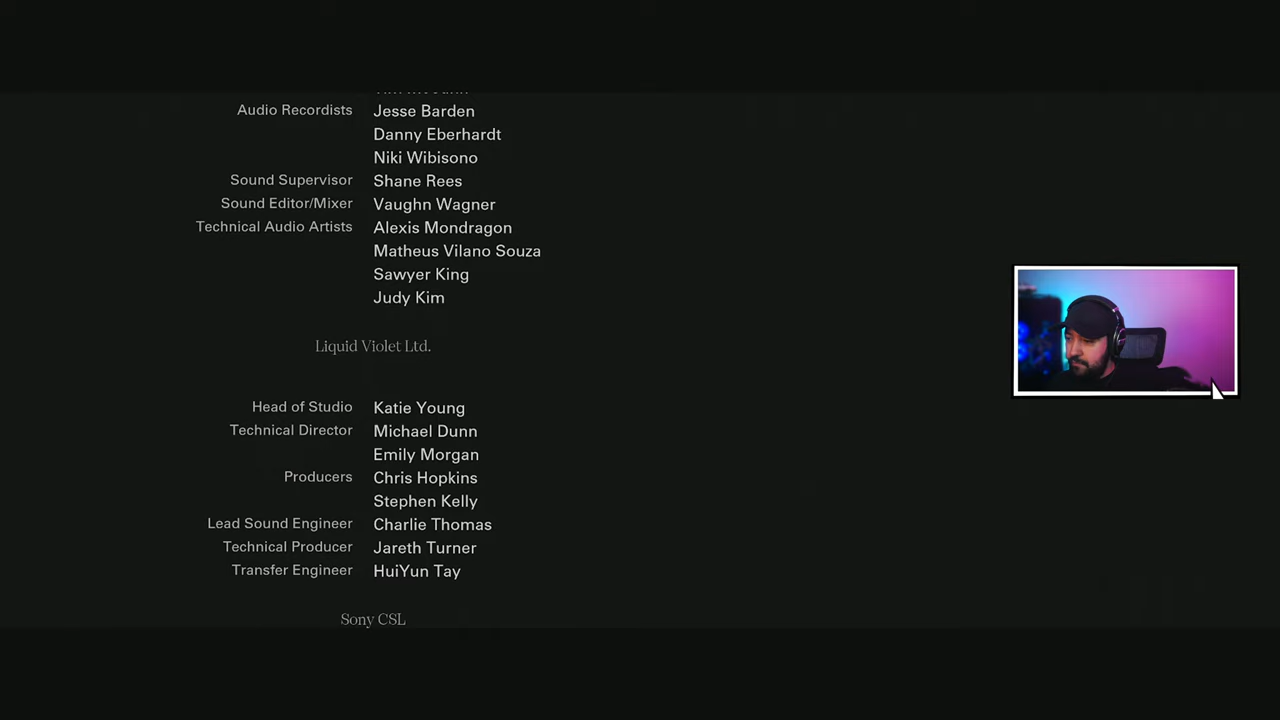 Audio Recordists Jesse Barden
Danny Eberhardt
Niki Wibisono
Sound Supervisor Shane Rees
Sound Editor/Mixer Vaughn Wagner
Technical Audio Artists Alexis Mondragon
Matheus Vilano Souza
Sawyer King
Judy Kim
Liquid Violet Ltd.
Head of Studio Katie Young
Technical Director Michael Dunn
Emily Morgan
Producers Chris Hopkins
Stephen Kelly
Lead Sound Engineer Charlie Thomas
Technical Producer Jareth Turner
Transfer Engineer HuiYun Tay
Sony CSL